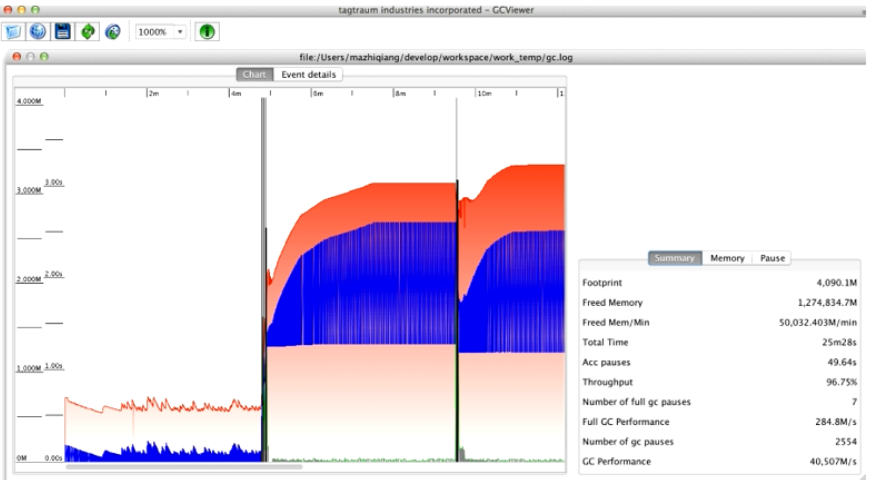 tagtraum industries incorporated – GCViewer
1000%
file:/Users/mazhiqiang/develop/workspace/work_temp/gc.log
Chart Event details
2m 4m 6m 8m 10m 1
4,000M
3,000M 3.00s
2,000M 2.00s
1,000M 1.00s
0M 0.00s
Summary Memory Pause
Footprint 4,090.1M
Freed Memory 1,274,834.7M
Freed Mem/Min 50,032.403M/min
Total Time 25m28s
Acc pauses 49.64s
Throughput 96.75%
Number of full gc pauses 7
Full GC Performance 284.8M/s
Number of gc pauses 2554
GC Performance 40,507M/s